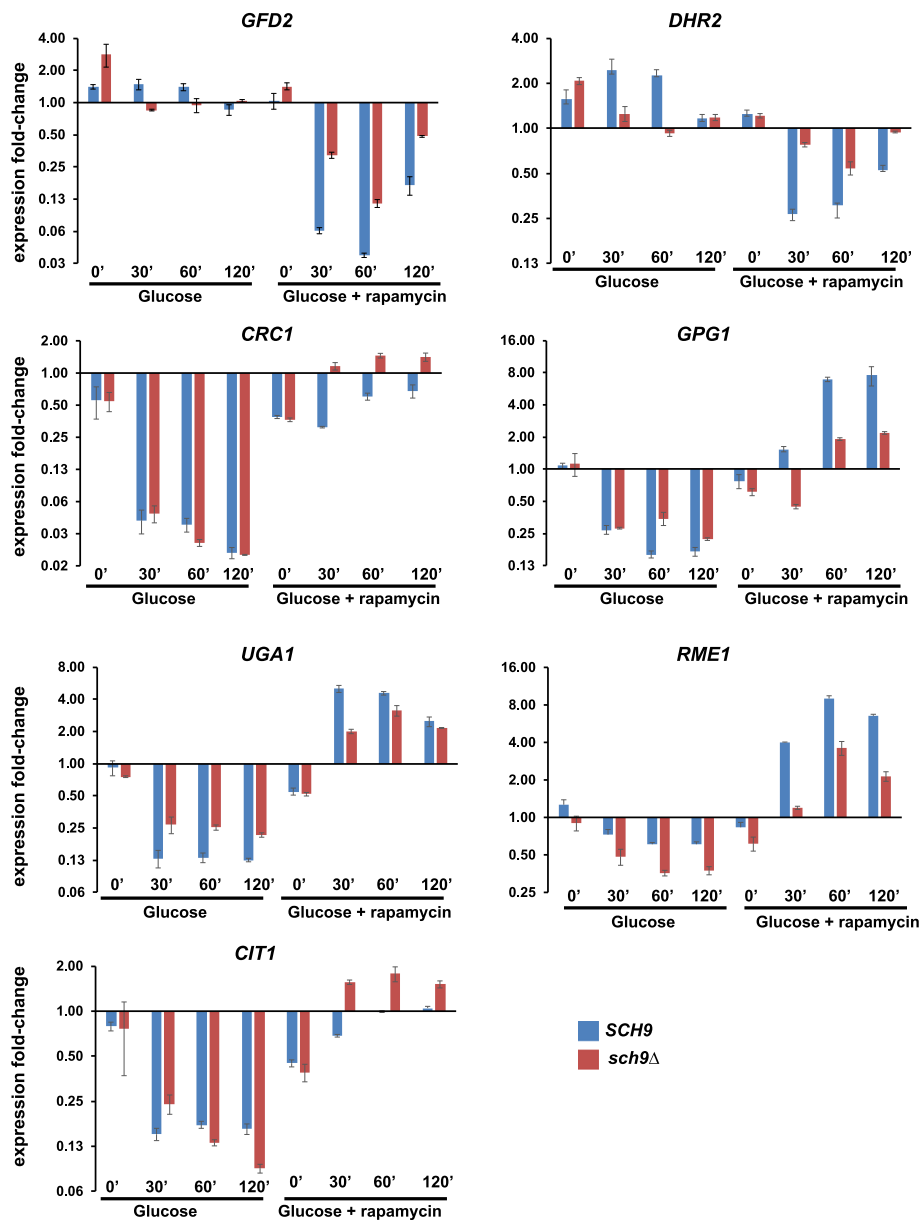 GFD2
expression fold-change
4.00
2.00
1.00
0.50
0.25
0.13
0.06
0.03
0’ 30’ 60’ 120’ 0’ 30’ 60’ 120’
Glucose Glucose + rapamycin
DHR2
4.00
2.00
1.00
0.50
0.25
0.13
0’ 30’ 60’ 120’ 0’ 30’ 60’ 120’
Glucose Glucose + rapamycin
CRC1
expression fold-change
2.00
1.00
0.50
0.25
0.13
0.06
0.03
0.02
0’ 30’ 60’ 120’ 0’ 30’ 60’ 120’
Glucose Glucose + rapamycin
GPG1
16.00
8.00
4.00
2.00
1.00
0.50
0.25
0.13
0’ 30’ 60’ 120’ 0’ 30’ 60’ 120’
Glucose Glucose + rapamycin
UGA1
expression fold-change
8.00
4.00
2.00
1.00
0.50
0.25
0.13
0.06
0’ 30’ 60’ 120’ 0’ 30’ 60’ 120’
Glucose Glucose + rapamycin
RME1
16.00
8.00
4.00
2.00
1.00
0.50
0.25
0’ 30’ 60’ 120’ 0’ 30’ 60’ 120’
Glucose Glucose + rapamycin
CIT1
expression fold-change
2.00
1.00
0.50
0.25
0.13
0.06
0’ 30’ 60’ 120’ 0’ 30’ 60’ 120’
Glucose Glucose + rapamycin
SCH9
sch9Δ